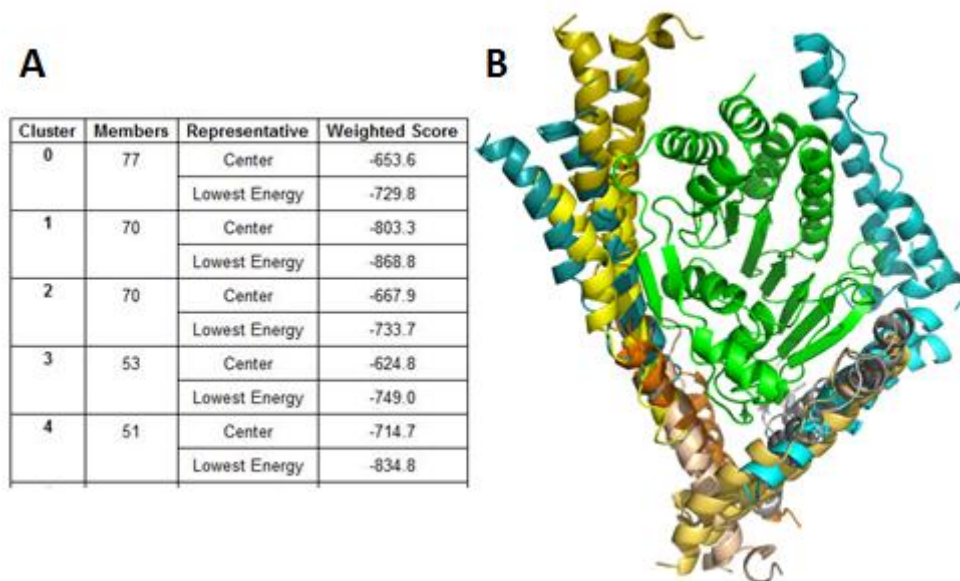 A
B
Cluster Members Representative Weighted Score
0 77 Center -653.6
Lowest Energy -729.8
1 70 Center -803.3
Lowest Energy -868.8
2 70 Center -667.9
Lowest Energy -733.7
3 53 Center -624.8
Lowest Energy -749.0
4 51 Center -714.7
Lowest Energy -834.8